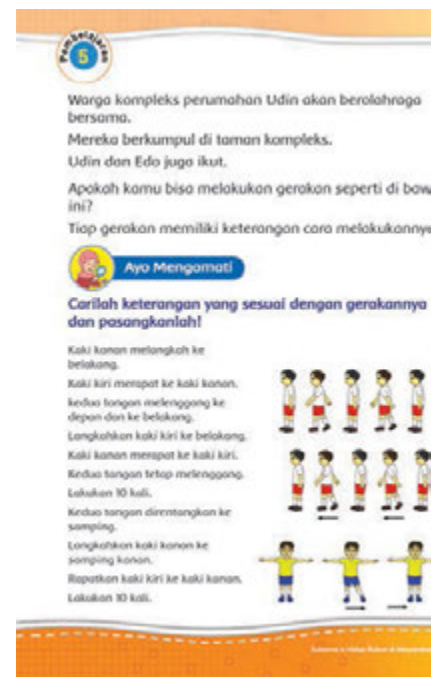 Pembelajaran
5
Warga kompleks perumahan Udin akan berolahraga
bersama.
Mereka berkumpul di taman kompleks.
Udin dan Edo juga ikut.
Apakah kamu bisa melakukan gerakan seperti di baw
ini?
Tiap gerakan memiliki keterangan cara melakukannya
Ayo Mengamati
Carilah keterangan yang sesuai dengan gerakannya
dan pasangkanlah!
Kaki kanan melangkah ke
belakang.
Kaki kiri merapat ke kaki kanan.
kedua tangan melenggang ke
depan dan ke belakang.
Langkahkan kaki kiri ke belakang.
Kaki kanan merapat ke kaki kiri.
Kedua tangan tetap melenggang.
Lakukan 10 kali.
Kedua tangan direntangkan ke
samping.
Langkahkan kaki kanan ke
samping kanan.
Rapatkan kaki kiri ke kaki kanan.
Lakukan 10 kali.